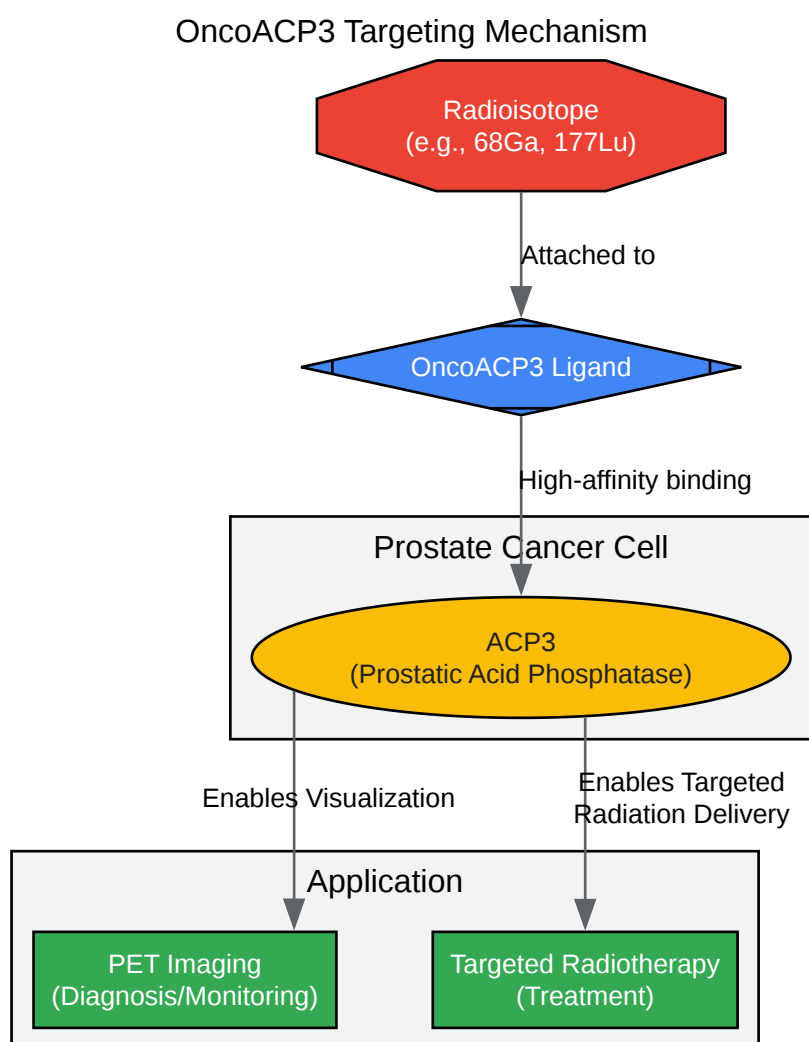 OncoACP3 Targeting Mechanism
Radioisotope
(e.g., 68Ga, 177Lu)
Attached to
OncoACP3 Ligand
High-affinity binding
Prostate Cancer Cell
ACP3
(Prostatic Acid Phosphatase)
Enables Visualization
Enables Targeted
Radiation Delivery
Application
PET Imaging
(Diagnosis/Monitoring)
Targeted Radiotherapy
(Treatment)